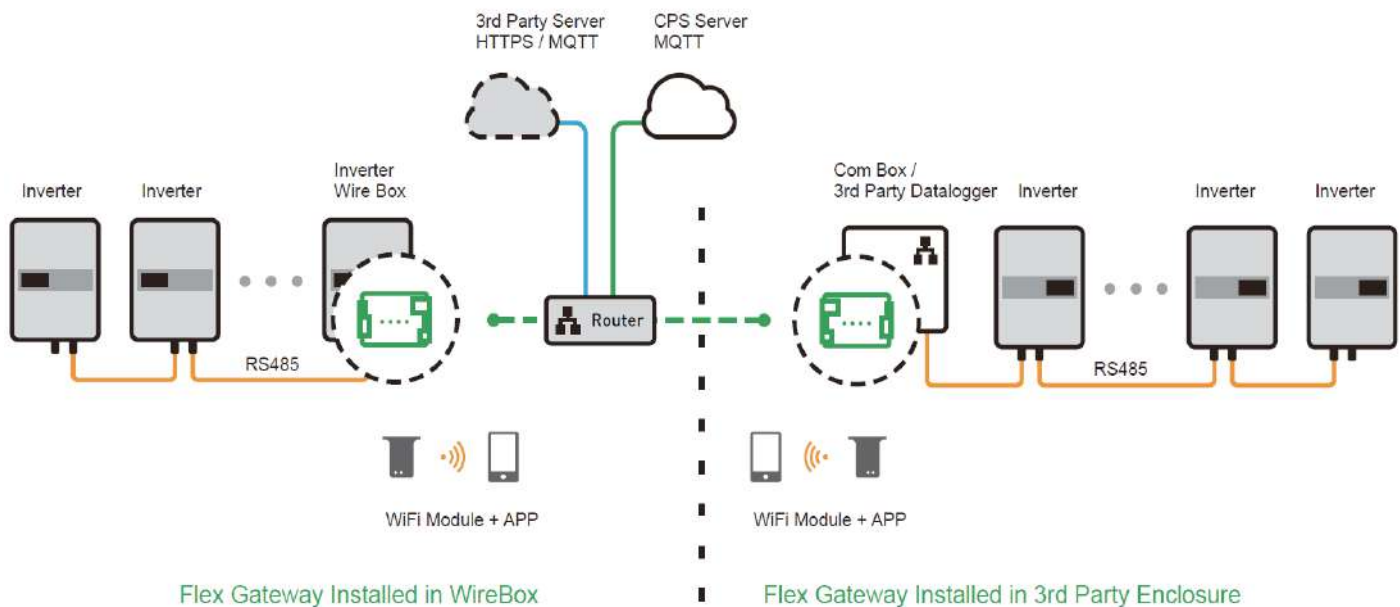 3rd Party Server
HTTPS / MQTT
CPS Server
MQTT
Inverter
Inverter
Inverter
Wire Box
Com Box /
3rd Party Datalogger
Inverter
Inverter
Inverter
Router
RS485
RS485
WiFi Module + APP
WiFi Module + APP
Flex Gateway Installed in WireBox
Flex Gateway Installed in 3rd Party Enclosure